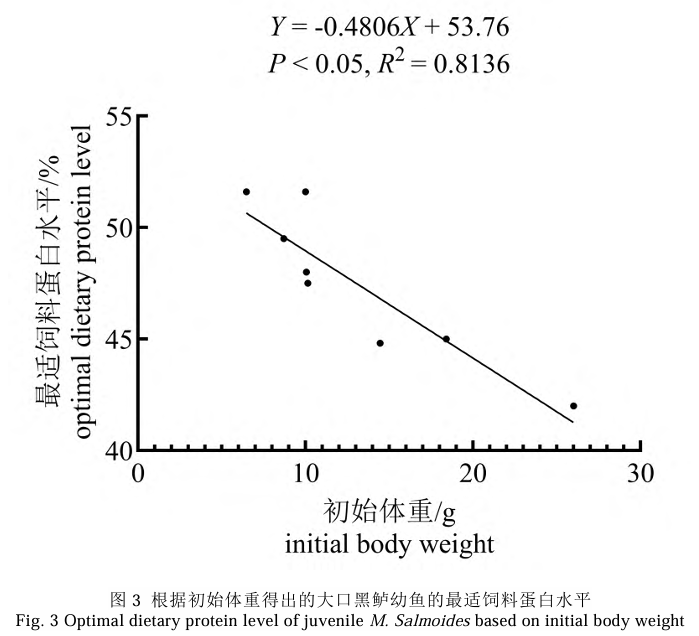 Y = -0.4806X + 53.76
P < 0.05, R² = 0.8136
最适饲料蛋白水平/%
optimal dietary protein level
55
50
45
40
0 10 20 30
初始体重/g
initial body weight
图 3 根据初始体重得出的大口黑鲈幼鱼的最适饲料蛋白水平
Fig. 3 Optimal dietary protein level of juvenile M. Salmoides based on initial body weight